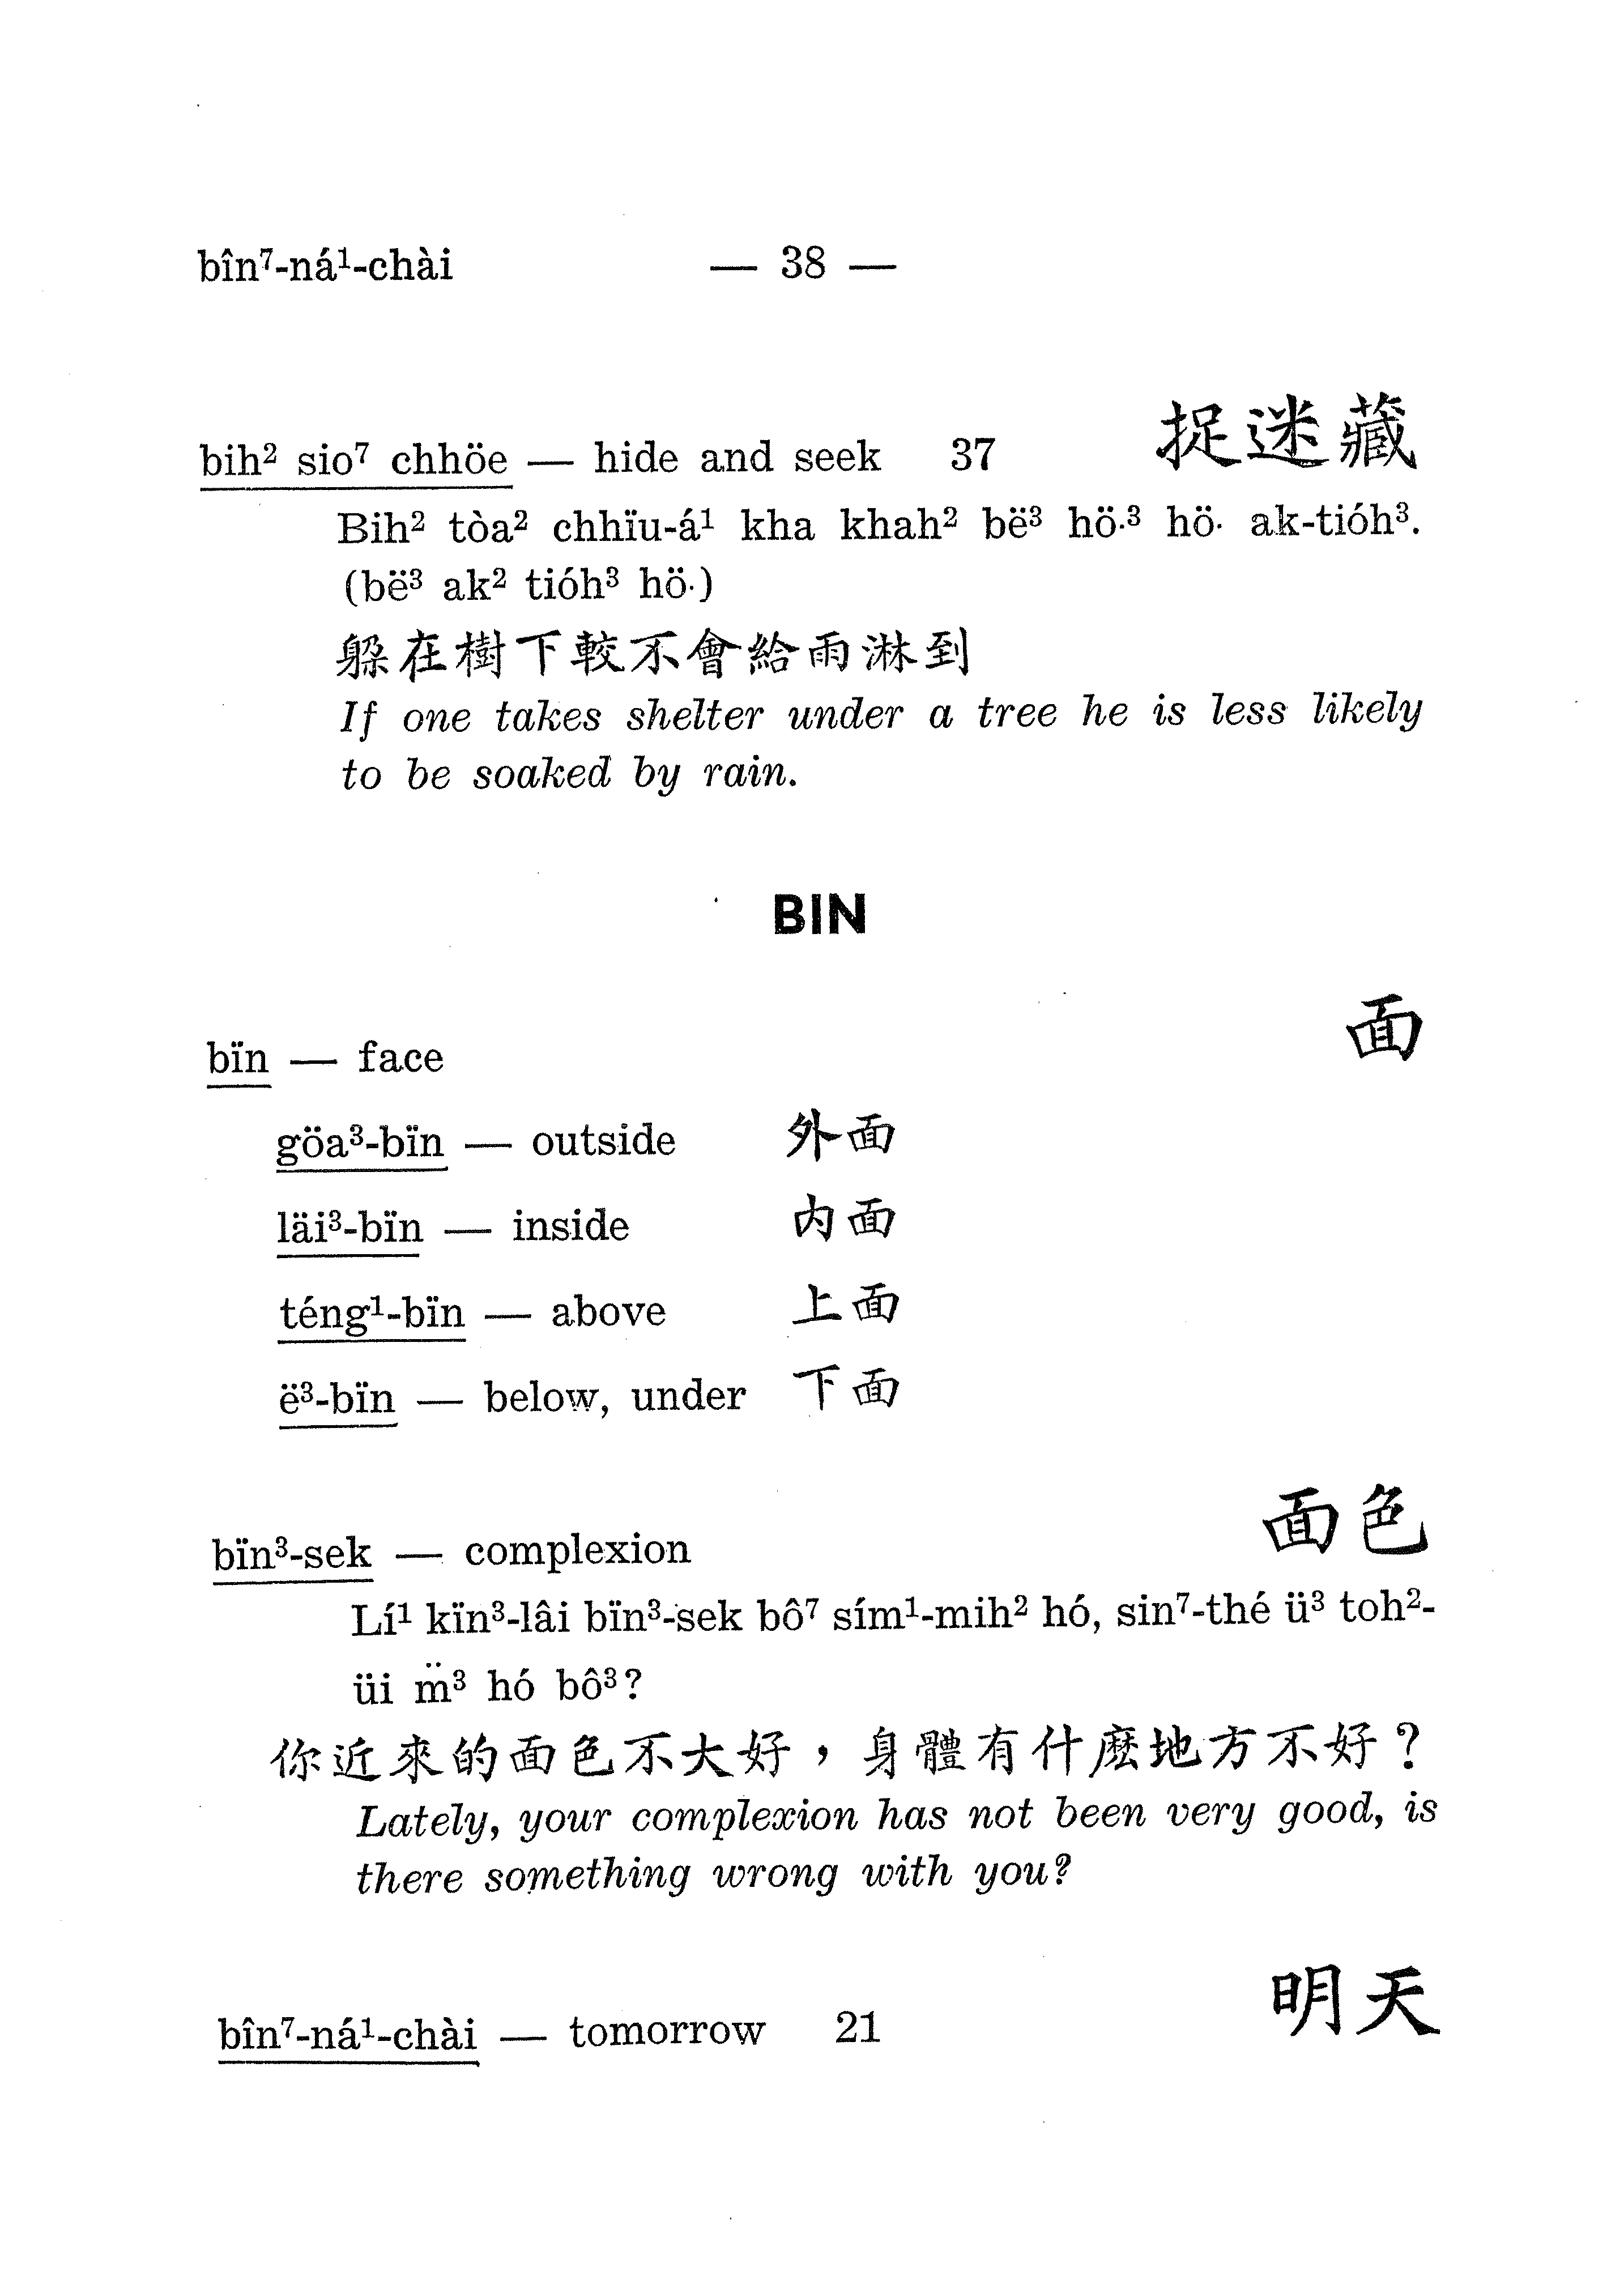 bîn⁷-ná¹-chài — 38 —
bih² sio⁷ chhöe — hide and seek 37 捉迷藏
Bih² tòa² chhïu-á¹ kha khah² bë³ hö·³ hö· ak-tióh³.
(bë³ ak² tióh³ hö·)
躲在樹下較不會給雨淋到
If one takes shelter under a tree he is less likely
to be soaked by rain.
BIN
bïn — face 面
göa³-bïn — outside 外面
läi³-bïn — inside 內面
téng¹-bïn — above 上面
ë³-bïn — below, under 下面
bïn³-sek — complexion 面色
Lí¹ kïn³-lâi bïn³-sek bô⁷ sím¹-mih² hó, sin⁷-thé ü³ toh²-
üi m̈³ hó bô³?
你近來的面色不大好，身體有什麼地方不好？
Lately, your complexion has not been very good, is
there something wrong with you?
bîn⁷-ná¹-chài — tomorrow 21 明天